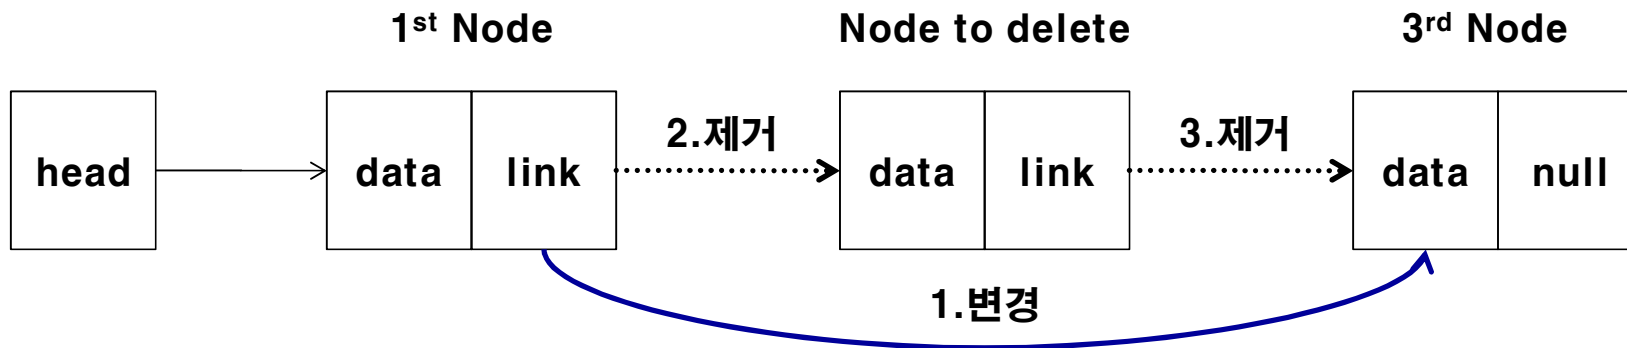 1st Node
Node to delete
3rd Node
head
data
link
2.제거
data
link
3.제거
data
null
1.변경